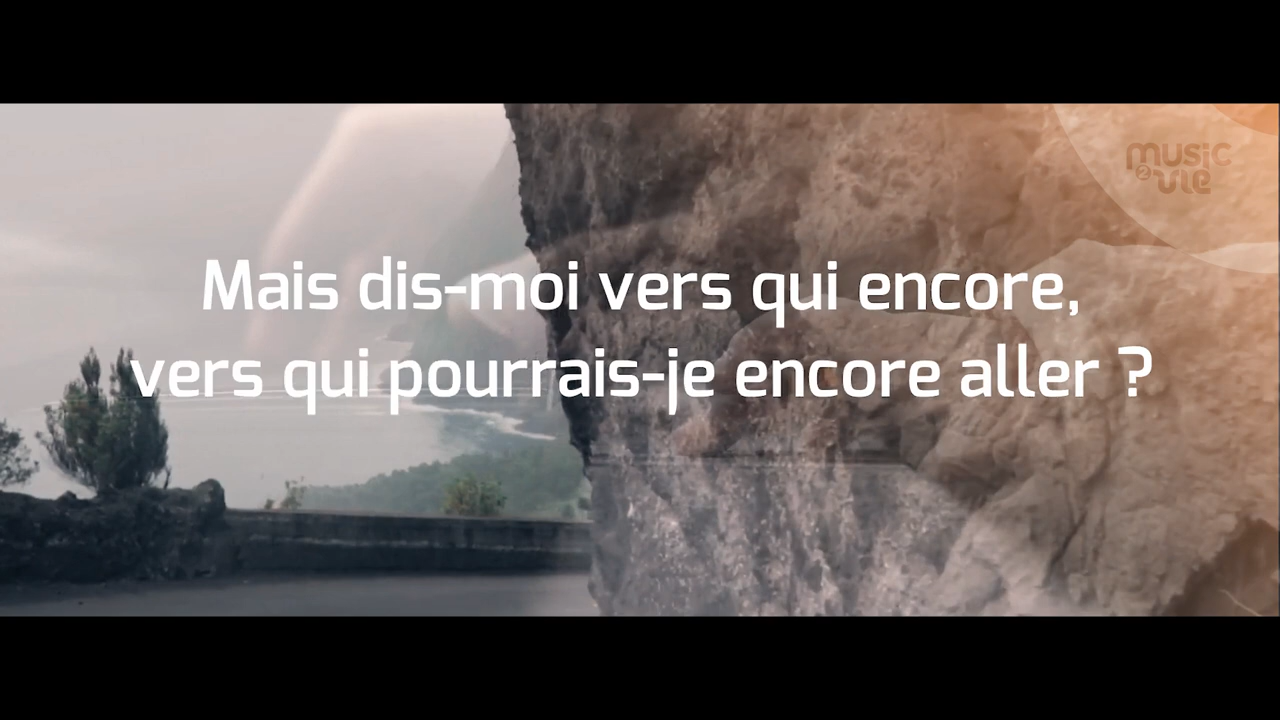 music
2 vie
Mais dis-moi vers qui encore,
vers qui pourrais-je encore aller ?